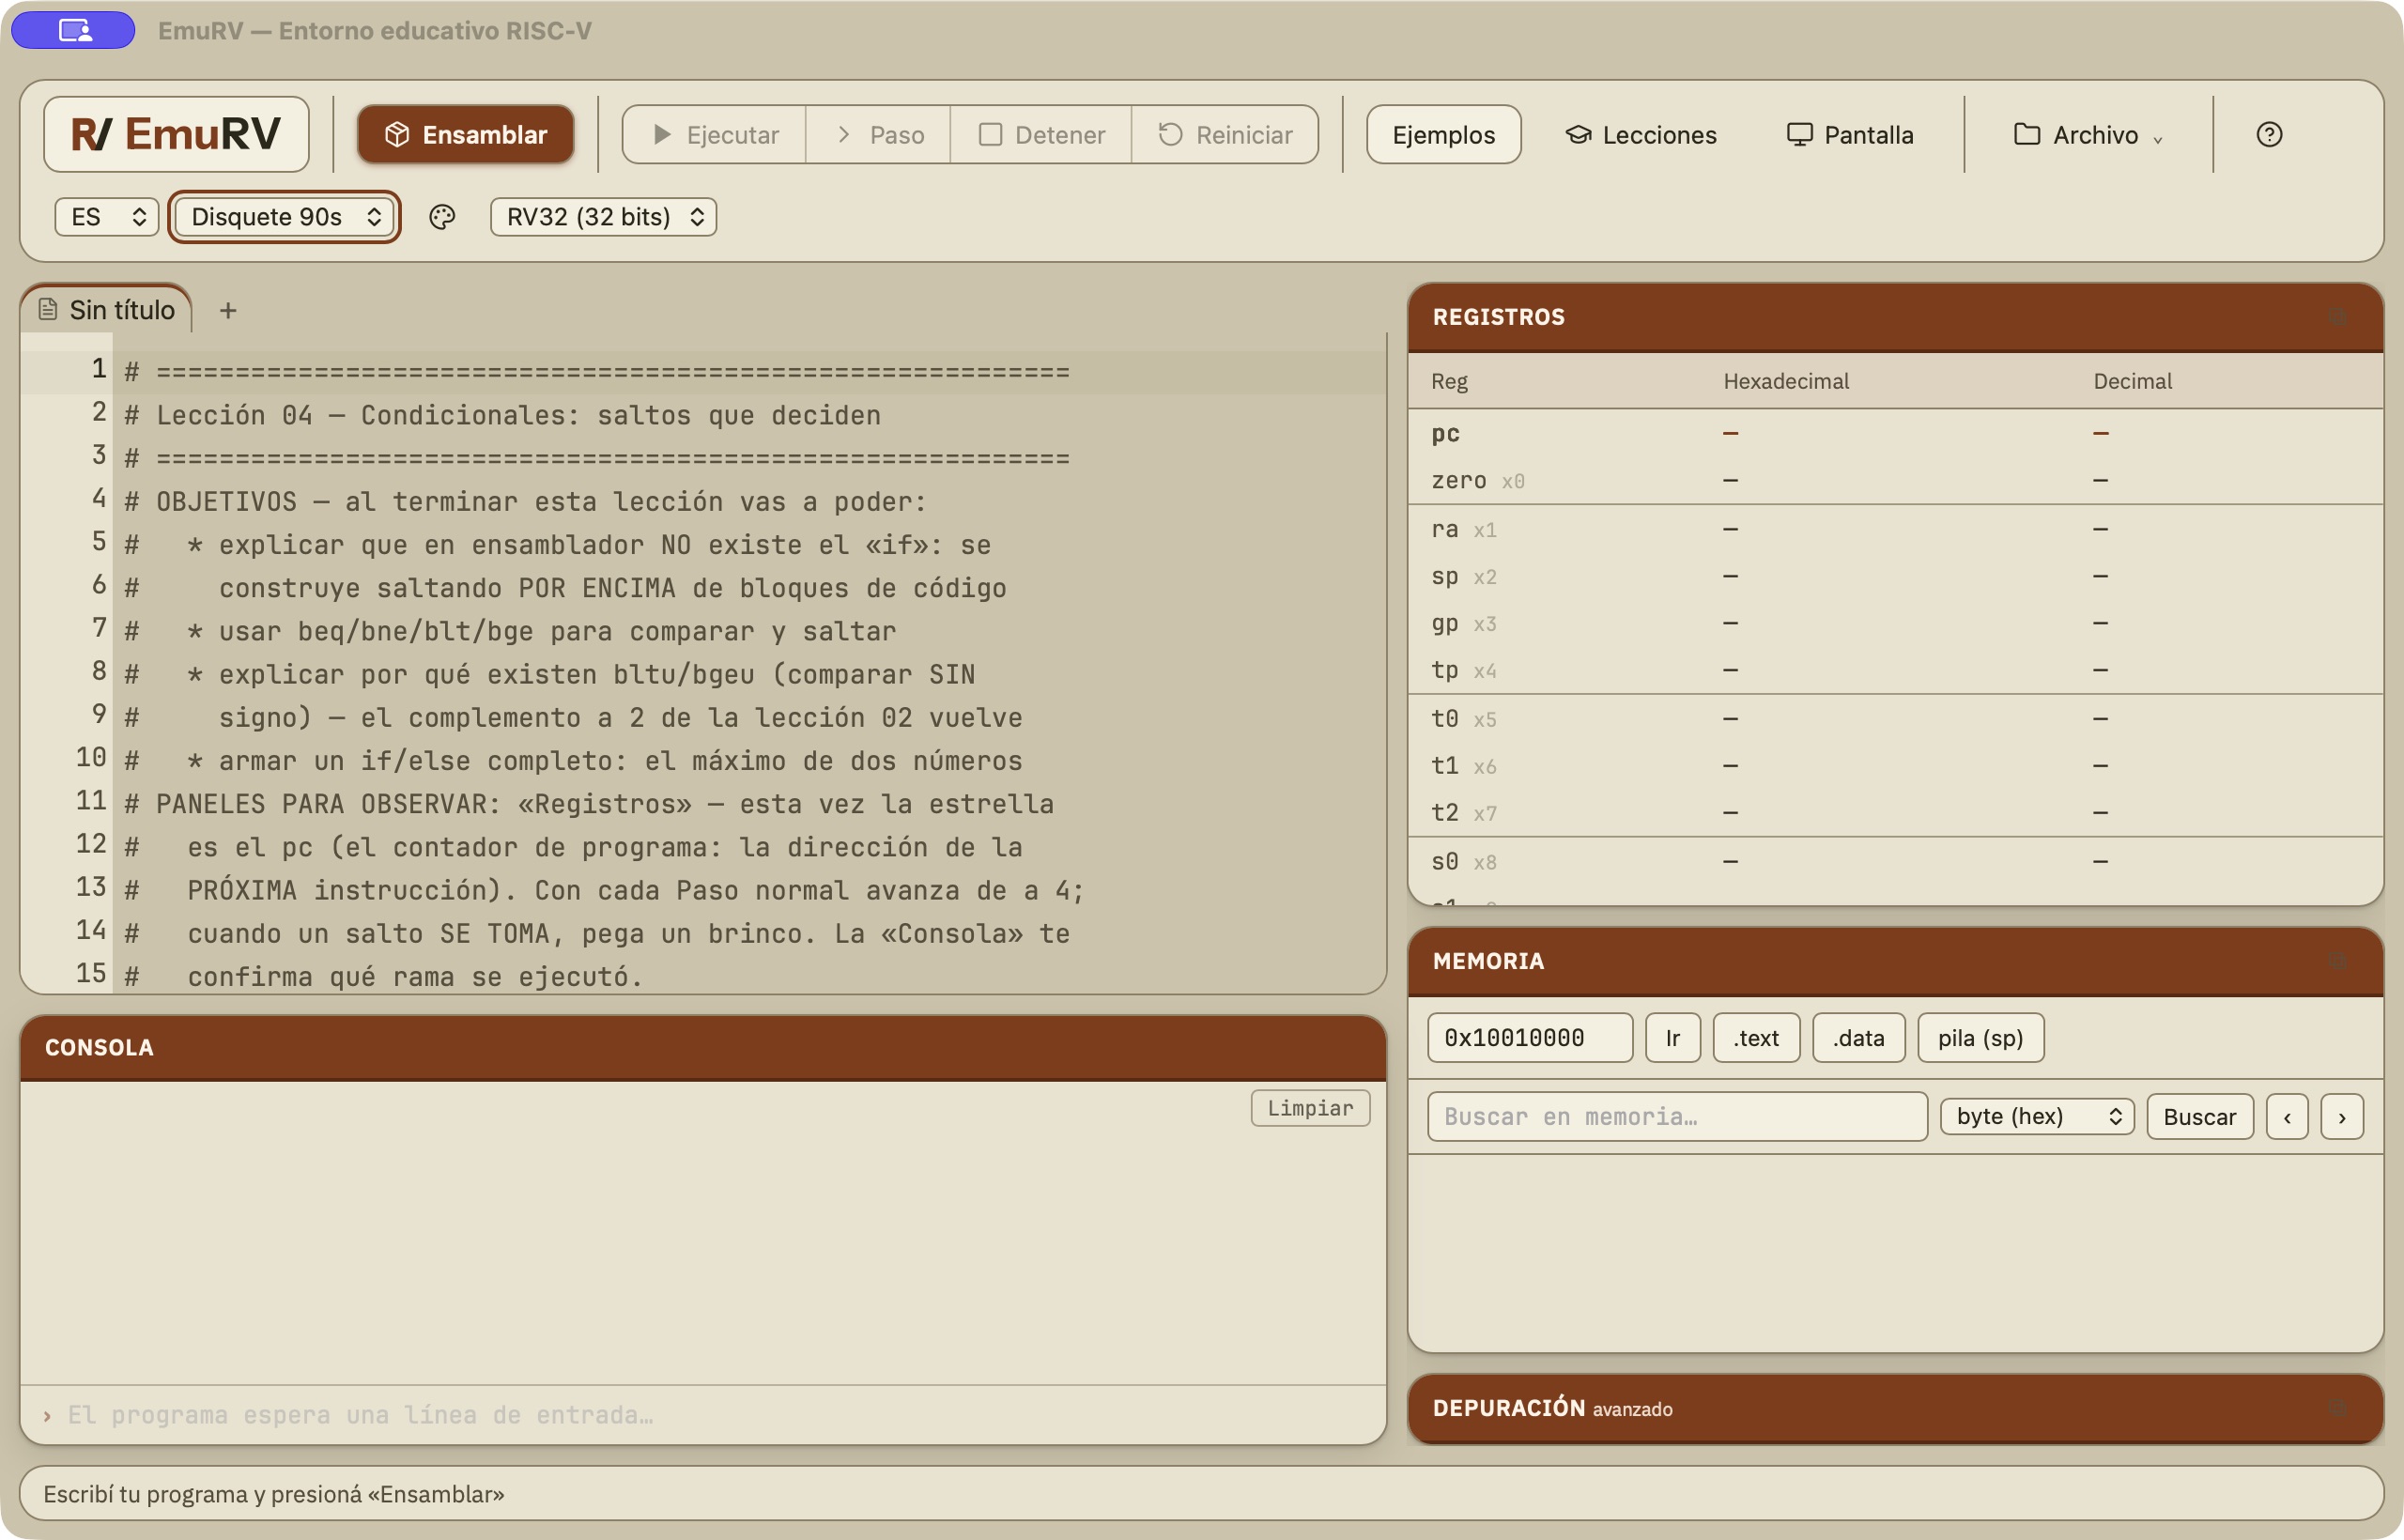 EmuRV — Entorno educativo RISC-V
R/ EmuRV
Ensamblar
Ejecutar
Paso
Detener
Reiniciar
Ejemplos
Lecciones
Pantalla
Archivo
ES
Disquete 90s
RV32 (32 bits)
Sin título
+
1 # ==========================================================
2 # Lección 04 — Condicionales: saltos que deciden
3 # ==========================================================
4 # OBJETIVOS — al terminar esta lección vas a poder:
5 #   * explicar que en ensamblador NO existe el «if»: se
6 #     construye saltando POR ENCIMA de bloques de código
7 #   * usar beq/bne/blt/bge para comparar y saltar
8 #   * explicar por qué existen bltu/bgeu (comparar SIN
9 #     signo) — el complemento a 2 de la lección 02 vuelve
10 #   * armar un if/else completo: el máximo de dos números
11 # PANELES PARA OBSERVAR: «Registros» — esta vez la estrella
12 #   es el pc (el contador de programa: la dirección de la
13 #   PRÓXIMA instrucción). Con cada Paso normal avanza de a 4;
14 #   cuando un salto SE TOMA, pega un brinco. La «Consola» te
15 #   confirma qué rama se ejecutó.
CONSOLA
Limpiar
› El programa espera una línea de entrada…
REGISTROS
Reg Hexadecimal Decimal
pc — —
zero x0 — —
ra x1 — —
sp x2 — —
gp x3 — —
tp x4 — —
t0 x5 — —
t1 x6 — —
t2 x7 — —
s0 x8 — —
MEMORIA
0x10010000 Ir .text .data pila (sp)
Buscar en memoria… byte (hex) Buscar ‹ ›
DEPURACIÓN avanzado
Escribí tu programa y presioná «Ensamblar»